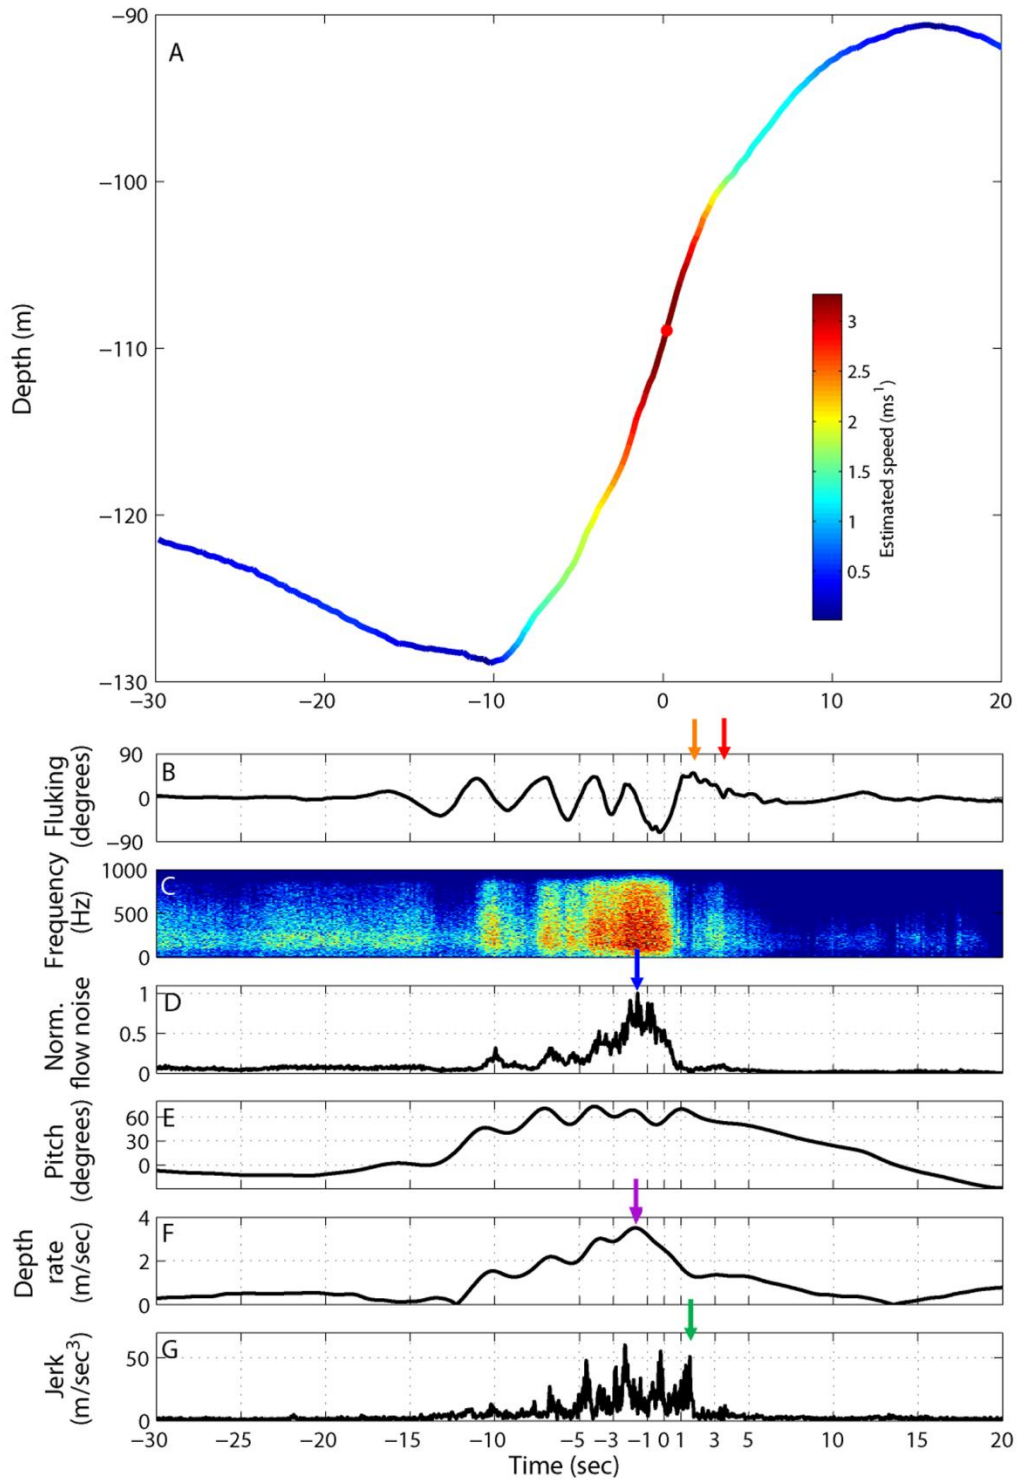 A
Depth (m)
−90
−100
−110
−120
−130
−30
−20
−10
0
10
20
3
2.5
2
1.5
1
0.5
Estimated speed (ms¹)
B
Fluking
(degrees)
90
0
−90
C
Frequency
(Hz)
1000
500
0
D
Norm.
flow noise
1
0.5
0
E
Pitch
(degrees)
60
30
0
F
Depth
rate
(m/sec)
4
2
0
G
Jerk
(m/sec³)
50
0
−30
−25
−20
−15
−10
−5
−3
−1
0
1
3
5
10
15
20
Time (sec)